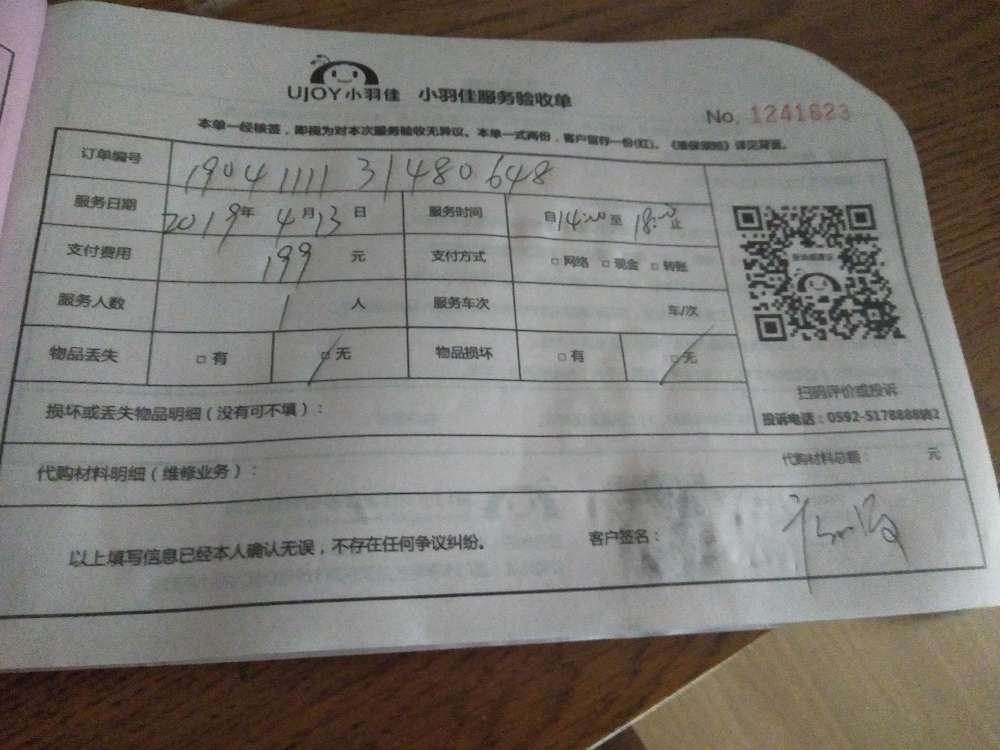 UJOY小羽佳 小羽佳服务验收单
No. 1241623
本单一经核签，即视为对本次服务验收无异议。本单一式两份，客户留存一份(红)。《维保须知》详见背面。
订单编号 19041111 31480648
服务日期 2019年 4月13日 服务时间 自14:00至18:00止
支付费用 199 元 支付方式 □网络 □现金 □转账
服务人数 1 人 服务车次 车/次
物品丢失 □有 □无 物品损坏 □有 □无
扫码评价或投诉
损坏或丢失物品明细（没有可不填）：
投诉电话：0592-5178888转2
代购材料明细（维修业务）： 代购材料总额： 元
以上填写信息已经本人确认无误，不存在任何争议纠纷。 客户签名：